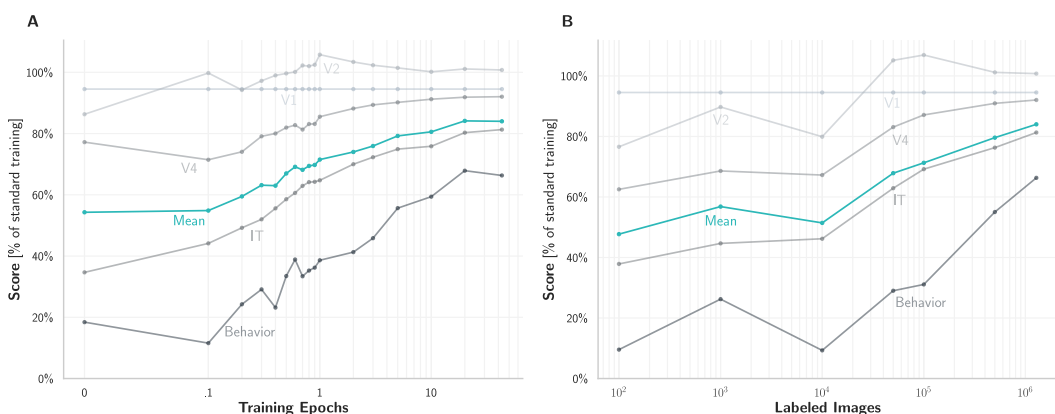 A
Score [% of standard training]
100%
80%
60%
40%
20%
0%
V2
V1
V4
Mean
IT
Behavior
0
.1
1
10
Training Epochs
B
Score [% of standard training]
100%
80%
60%
40%
20%
0%
V1
V2
V4
Mean
IT
Behavior
10²
10³
10⁴
10⁵
10⁶
Labeled Images